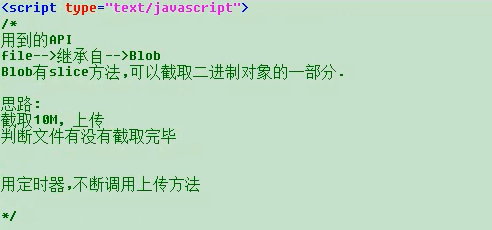 <script type="text/javascript">
/*
用到的API
file-->继承自-->Blob
Blob有slice方法,可以截取二进制对象的一部分.
思路:
截取10M, 上传
判断文件有没有截取完毕
用定时器,不断调用上传方法
*/